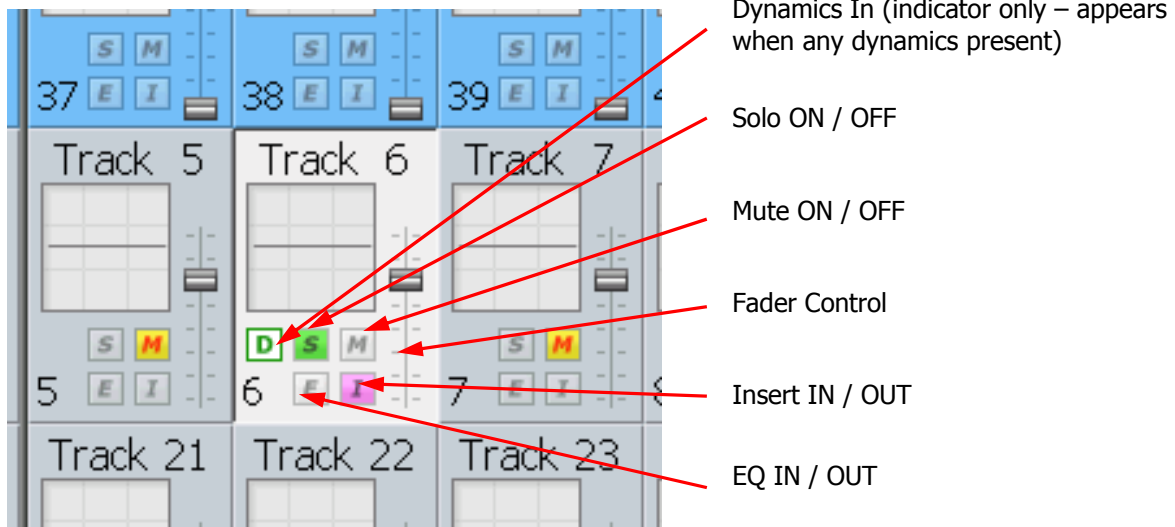 Dynamics In (indicator only – appears
when any dynamics present)
Solo ON / OFF
Mute ON / OFF
Fader Control
Insert IN / OUT
EQ IN / OUT
S M S M S M
37 E I 38 E I 39 E I
Track 5 Track 6 Track 7
S M D S M S M
5 E I 6 E I 7 E I
Track 21 Track 22 Track 23